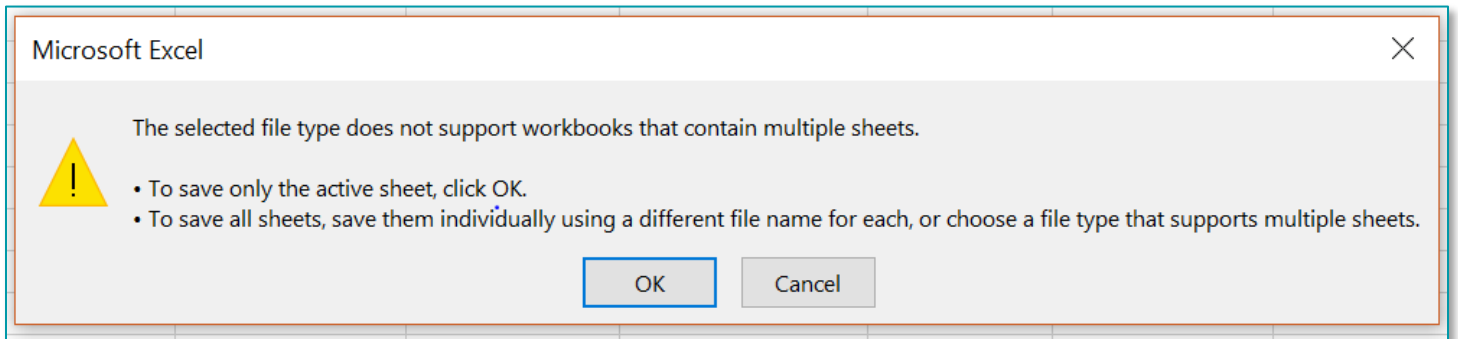 Microsoft Excel
The selected file type does not support workbooks that contain multiple sheets.
• To save only the active sheet, click OK.
• To save all sheets, save them individually using a different file name for each, or choose a file type that supports multiple sheets.
OK
Cancel